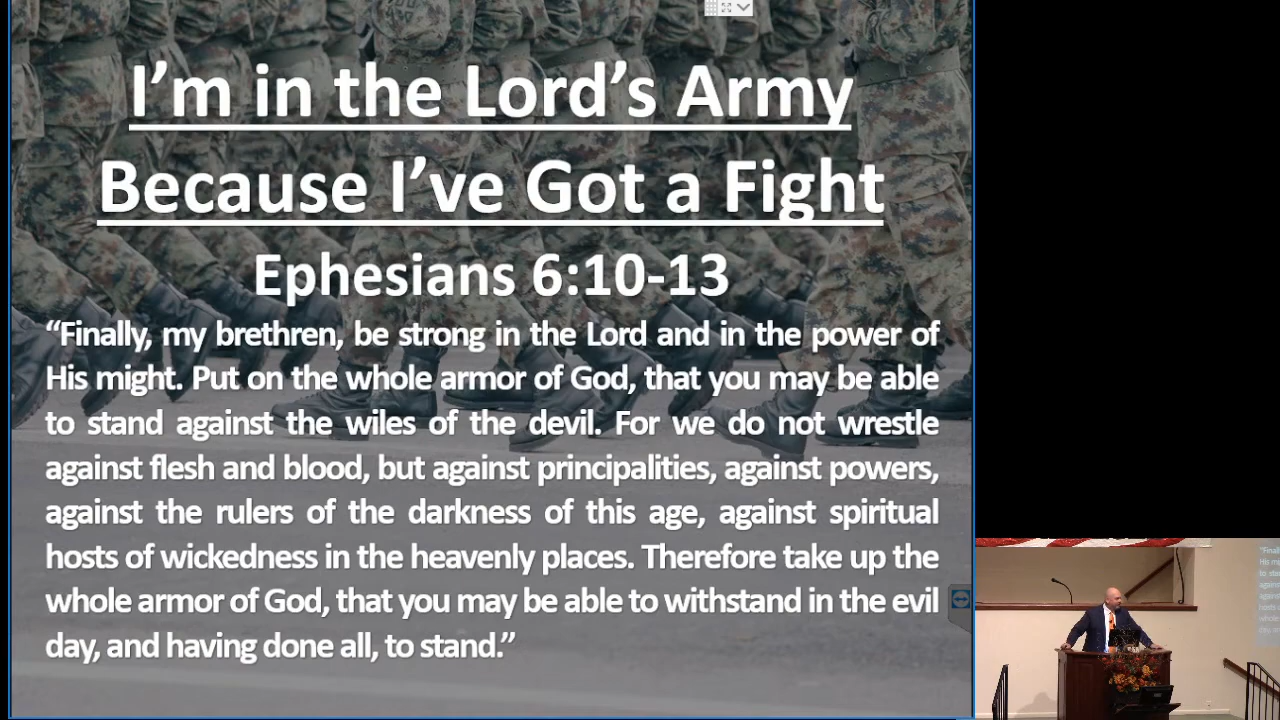 I’m in the Lord’s Army
Because I’ve Got a Fight
Ephesians 6:10-13
“Finally, my brethren, be strong in the Lord and in the power of
His might. Put on the whole armor of God, that you may be able
to stand against the wiles of the devil. For we do not wrestle
against flesh and blood, but against principalities, against powers,
against the rulers of the darkness of this age, against spiritual
hosts of wickedness in the heavenly places. Therefore take up the
whole armor of God, that you may be able to withstand in the evil
day, and having done all, to stand.”